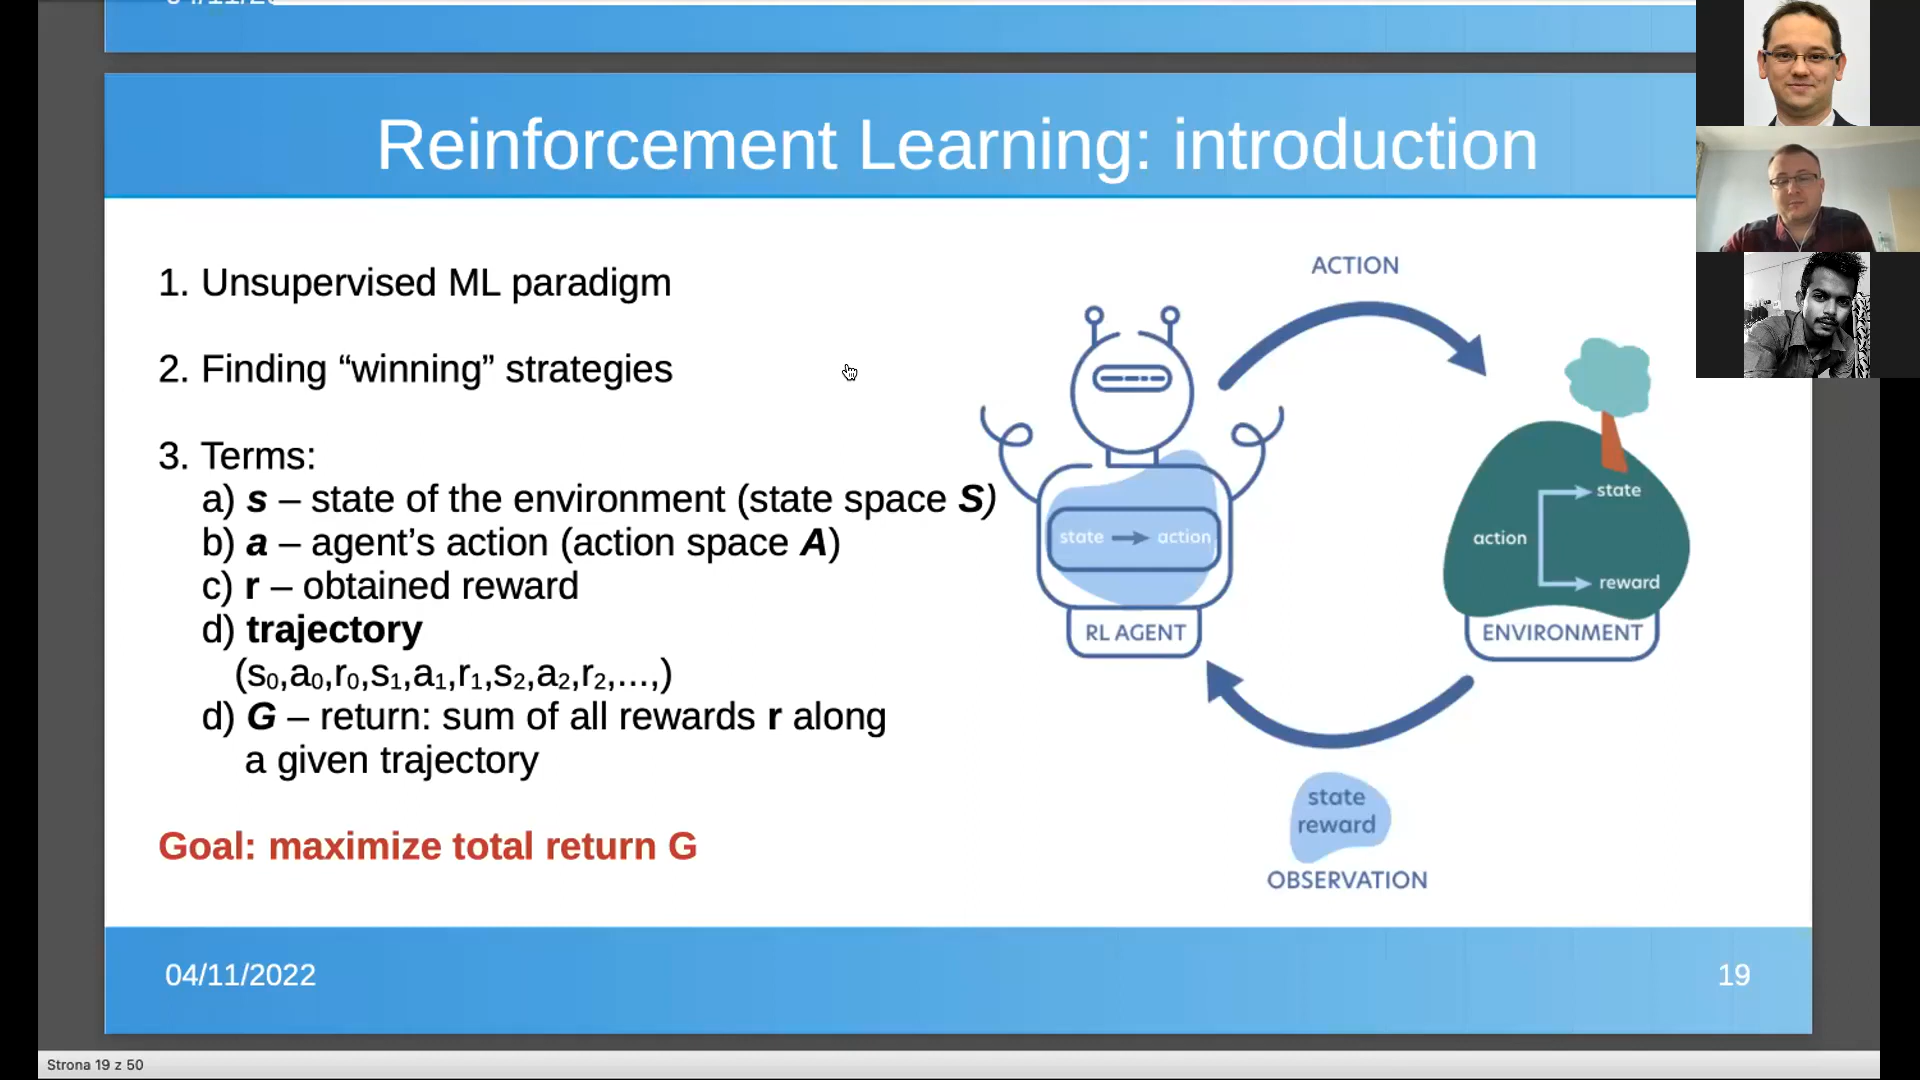 Reinforcement Learning: introduction
1. Unsupervised ML paradigm
2. Finding “winning” strategies
3. Terms:
a) s – state of the environment (state space S)
b) a – agent’s action (action space A)
c) r – obtained reward
d) trajectory
(s₀,a₀,r₀,s₁,a₁,r₁,s₂,a₂,r₂,...,)
d) G – return: sum of all rewards r along
a given trajectory
Goal: maximize total return G
ACTION
state → action
RL AGENT
state
action
reward
ENVIRONMENT
state
reward
OBSERVATION
04/11/2022
19
Strona 19 z 50